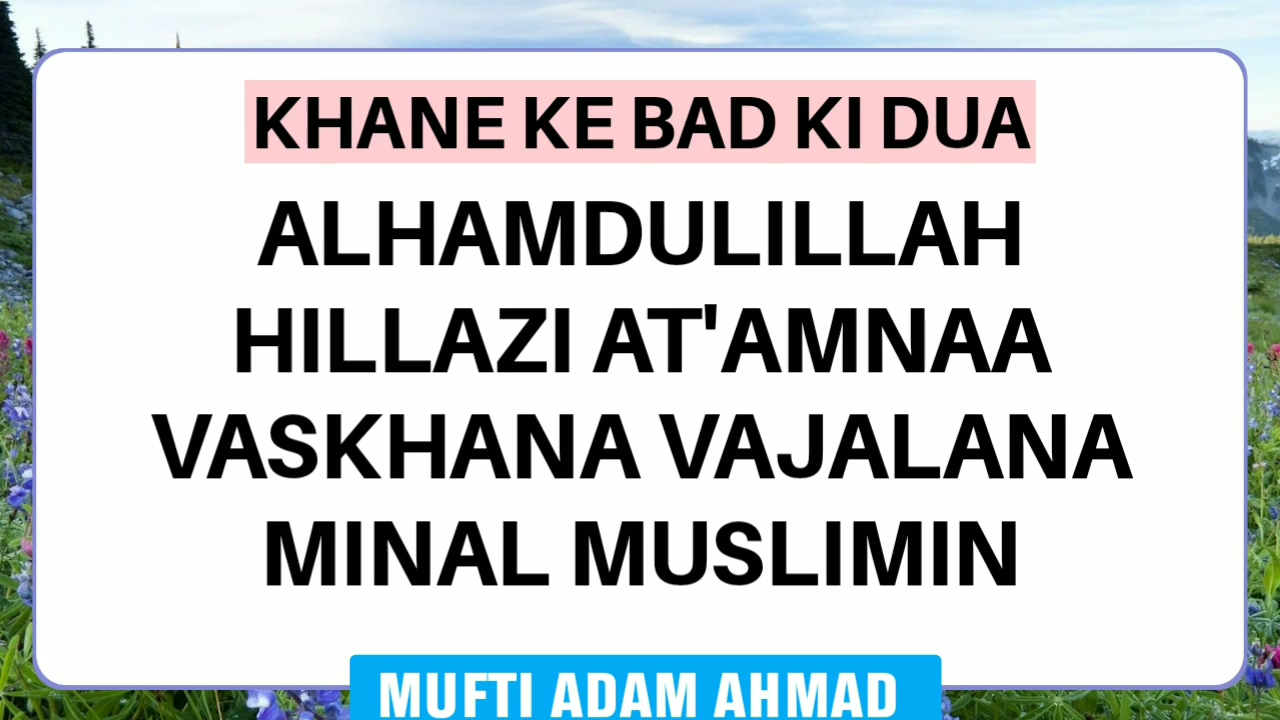 KHANE KE BAD KI DUA
ALHAMDULILLAH
HILLAZI AT'AMNAA
VASKHANA VAJALANA
MINAL MUSLIMIN
MUFTI ADAM AHMAD